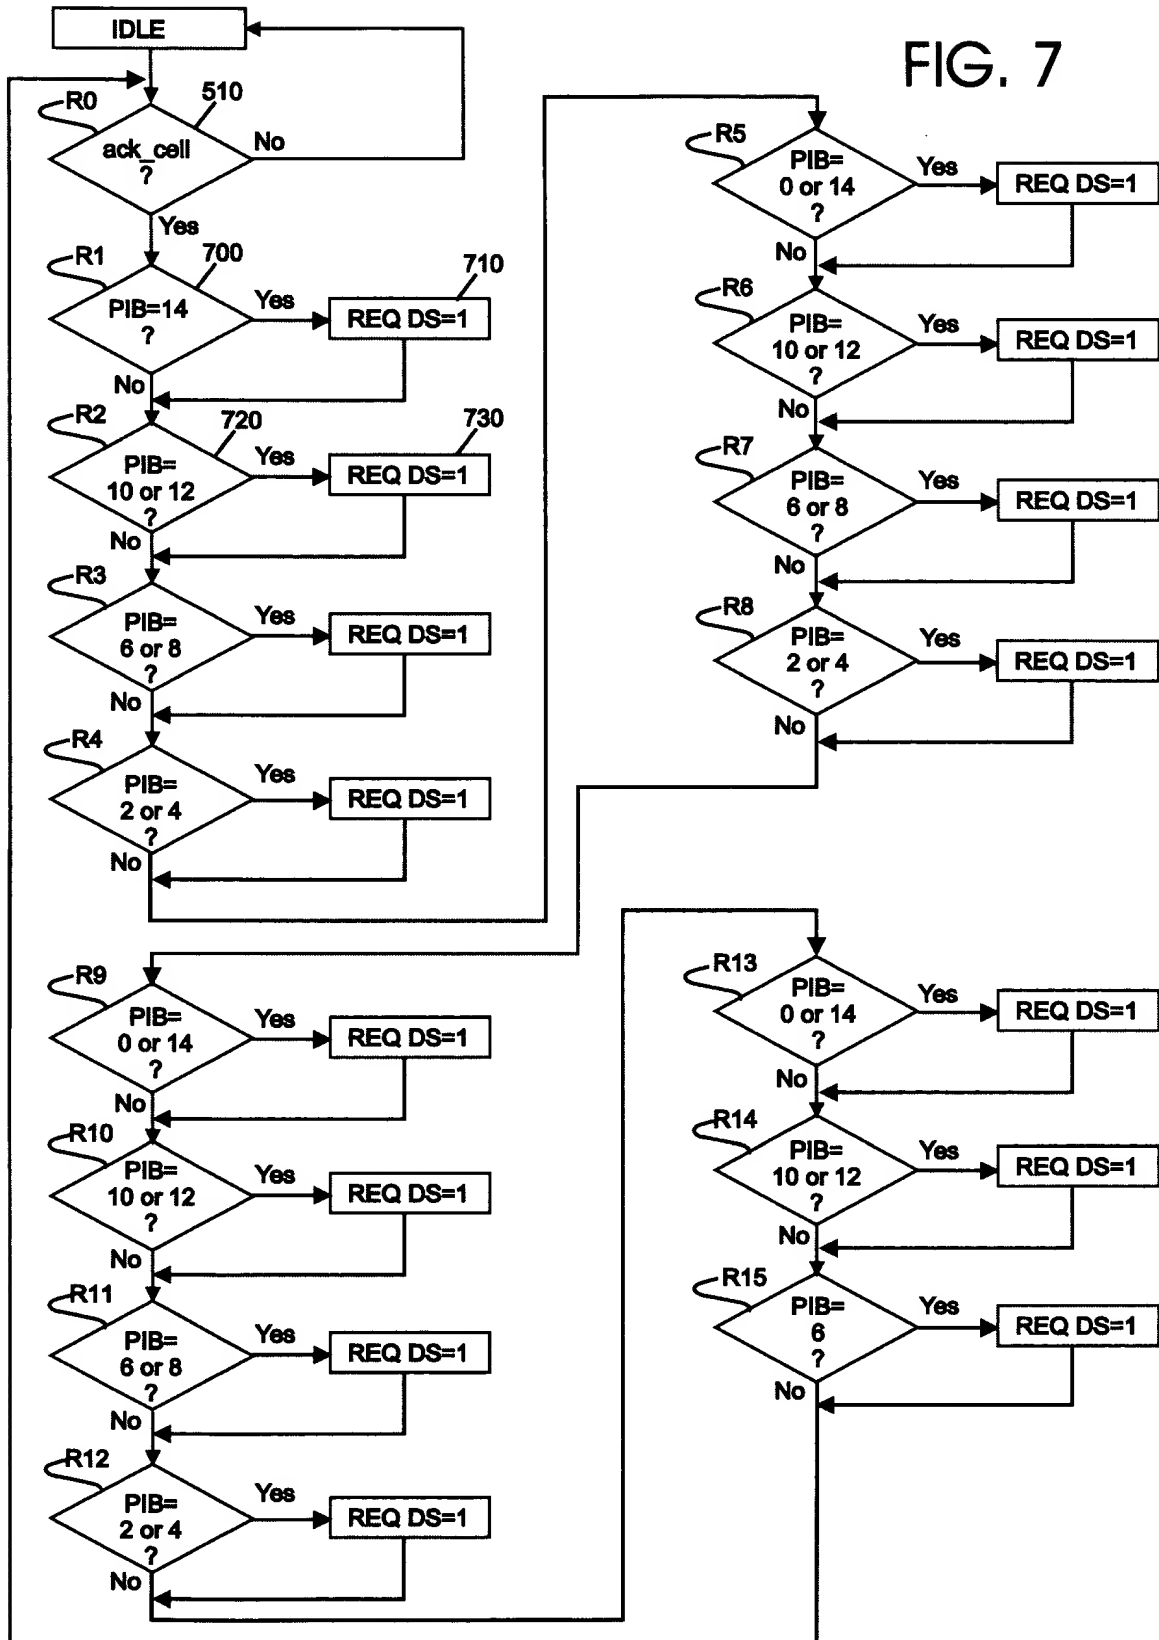 FIG. 7
IDLE
R0
510
ack_cell
?
No
Yes
R1
700
PIB=14
?
Yes
710
REQ DS=1
No
R2
720
PIB=
10 or 12
?
Yes
730
REQ DS=1
No
R3
PIB=
6 or 8
?
Yes
REQ DS=1
No
R4
PIB=
2 or 4
?
Yes
REQ DS=1
No
R5
PIB=
0 or 14
?
Yes
REQ DS=1
No
R6
PIB=
10 or 12
?
Yes
REQ DS=1
No
R7
PIB=
6 or 8
?
Yes
REQ DS=1
No
R8
PIB=
2 or 4
?
Yes
REQ DS=1
No
R9
PIB=
0 or 14
?
Yes
REQ DS=1
No
R10
PIB=
10 or 12
?
Yes
REQ DS=1
No
R11
PIB=
6 or 8
?
Yes
REQ DS=1
No
R12
PIB=
2 or 4
?
Yes
REQ DS=1
No
R13
PIB=
0 or 14
?
Yes
REQ DS=1
No
R14
PIB=
10 or 12
?
Yes
REQ DS=1
No
R15
PIB=
6
?
Yes
REQ DS=1
No